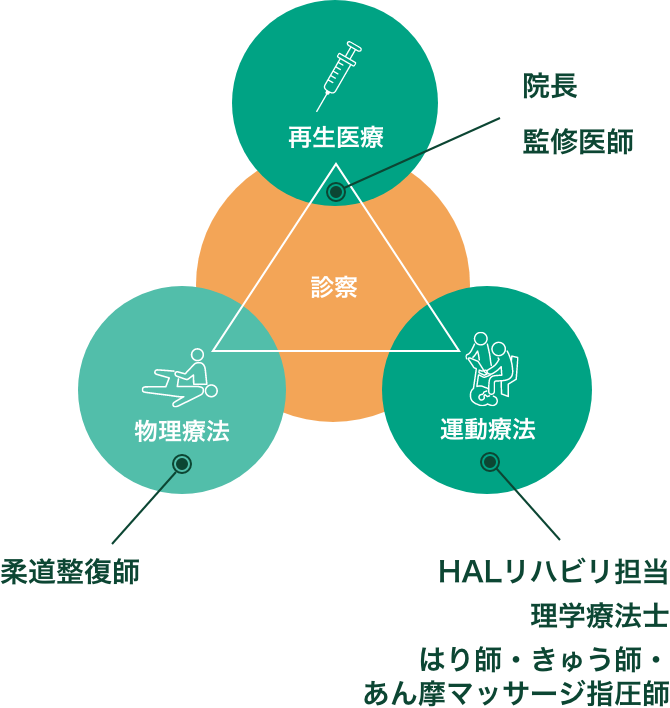 院長
監修医師
再生医療
診察
物理療法
運動療法
柔道整復師
HALリハビリ担当
理学療法士
はり師・きゅう師・
あん摩マッサージ指圧師